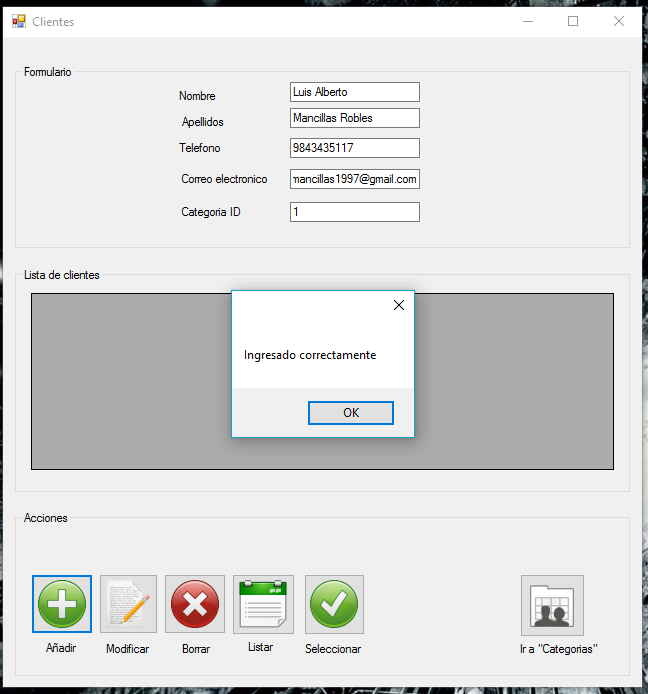 Clientes
Formulario
Nombre
Luis Alberto
Apellidos
Mancillas Robles
Telefono
9843435117
Correo electronico
mancillas1997@gmail.com
Categoria ID
1
Lista de clientes
Ingresado correctamente
OK
Acciones
Añadir
Modificar
Borrar
Listar
Seleccionar
Ir a "Categorias"